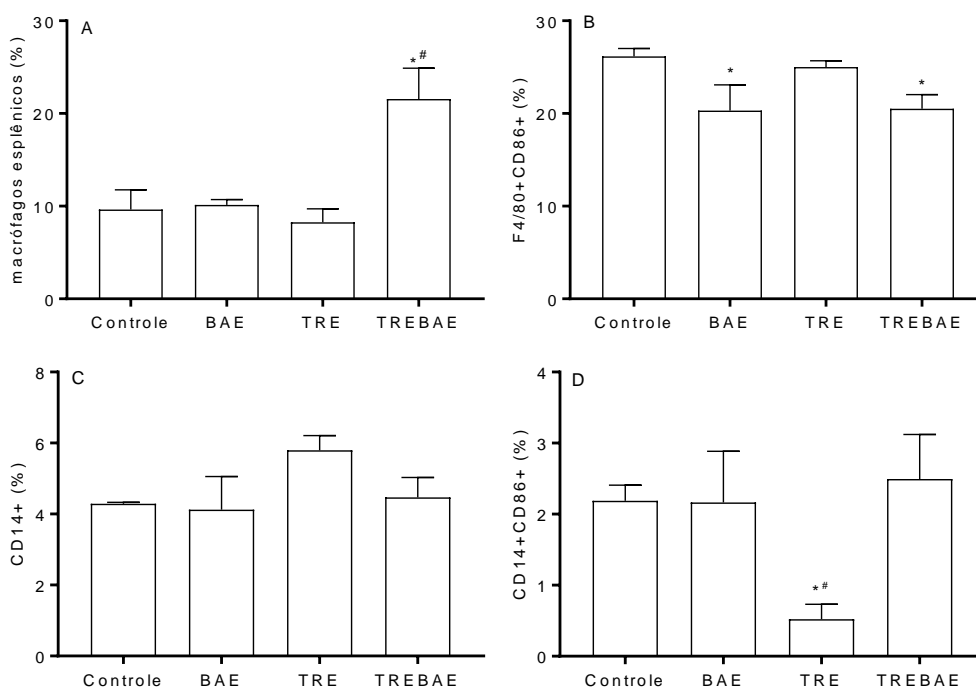 A
macrófagos esplênicos (%)
30
20
10
0
* #
Controle BAE TRE TREBAE
B
F4/80+CD86+ (%)
30
20
10
0
*
*
Controle BAE TRE TREBAE
C
CD14+ (%)
8
6
4
2
0
Controle BAE TRE TREBAE
D
CD14+CD86+ (%)
4
3
2
1
0
* #
Controle BAE TRE TREBAE